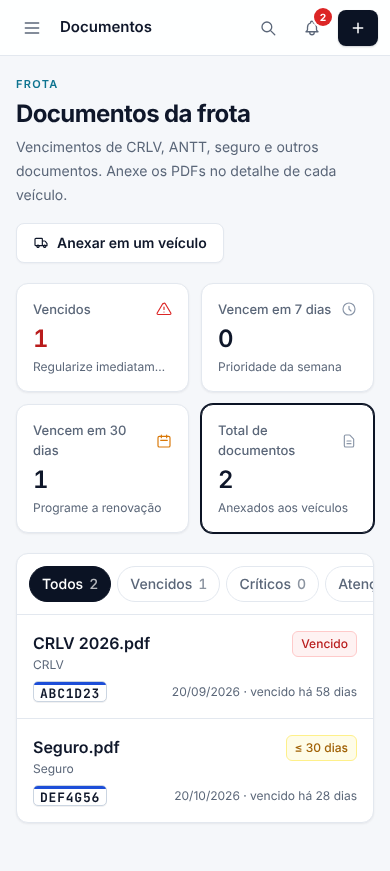 Documentos
2
FROTA
Documentos da frota
Vencimentos de CRLV, ANTT, seguro e outros
documentos. Anexe os PDFs no detalhe de cada
veículo.
Anexar em um veículo
Vencidos
1
Regularize imediatam...
Vencem em 7 dias
0
Prioridade da semana
Vencem em 30
dias
1
Programe a renovação
Total de
documentos
2
Anexados aos veículos
Todos 2
Vencidos 1
Críticos 0
Atenç
CRLV 2026.pdf
Vencido
CRLV
ABC1D23
20/09/2026 · vencido há 58 dias
Seguro.pdf
≤ 30 dias
Seguro
DEF4G56
20/10/2026 · vencido há 28 dias